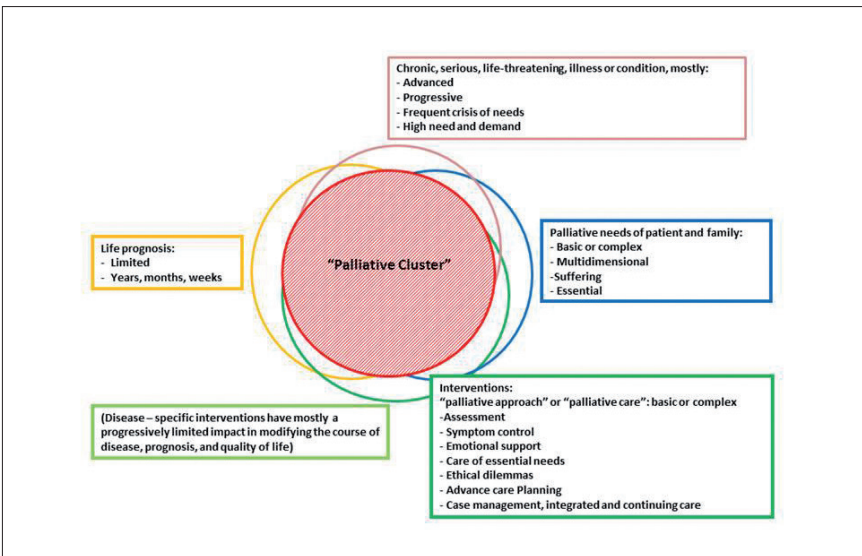 Chronic, serious, life-threatening, illness or condition, mostly:
- Advanced
- Progressive
- Frequent crisis of needs
- High need and demand
Life prognosis:
- Limited
- Years, months, weeks
“Palliative Cluster”
Palliative needs of patient and family:
- Basic or complex
- Multidimensional
-Suffering
- Essential
(Disease – specific interventions have mostly a
progressively limited impact in modifying the course of
disease, prognosis, and quality of life)
Interventions:
“palliative approach” or “palliative care”: basic or complex
-Assessment
- Symptom control
- Emotional support
- Care of essential needs
- Ethical dilemmas
- Advance care Planning
- Case management, integrated and continuing care